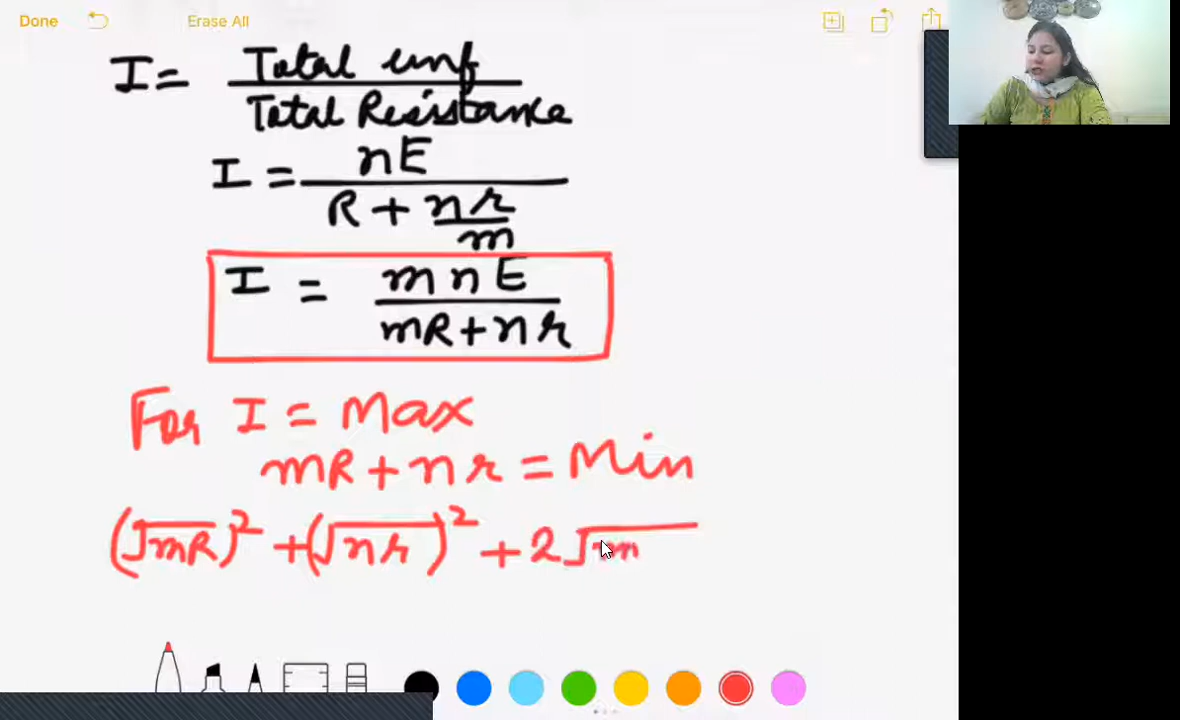 Done Erase All
I = Total emf / Total Resistance
I = nE / R + nr/m
I = mnE / mR + nr
For I = Max
mR + nr = Min
(√mR)² + (√nr)² + 2√mn